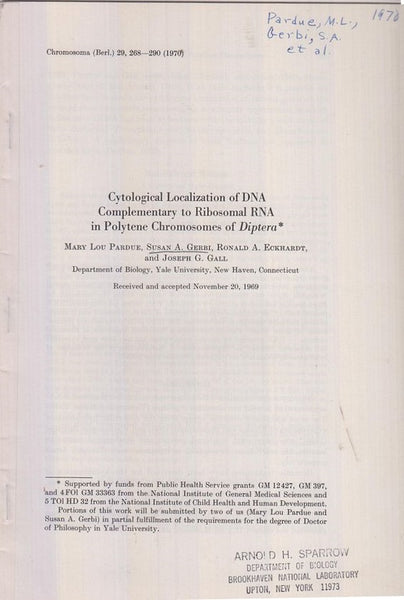 Pardue, M.L., 1970
Gerbi, S.A.
et al.
Chromosoma (Berl.) 29, 268—290 (1970)
Cytological Localization of DNA
Complementary to Ribosomal RNA
in Polytene Chromosomes of Diptera*
MARY LOU PARDUE, SUSAN A. GERBI, RONALD A. ECKHARDT,
and JOSEPH G. GALL
Department of Biology, Yale University, New Haven, Connecticut
Received and accepted November 20, 1969
* Supported by funds from Public Health Service grants GM 12427, GM 397,
and 4 FO1 GM 33363 from the National Institute of General Medical Sciences and
5 TO1 HD 32 from the National Institute of Child Health and Human Development.
Portions of this work will be submitted by two of us (Mary Lou Pardue and
Susan A. Gerbi) in partial fulfillment of the requirements for the degree of Doctor
of Philosophy in Yale University.
ARNOLD H. SPARROW
DEPARTMENT OF BIOLOGY
BROOKHAVEN NATIONAL LABORATORY
UPTON, NEW YORK 11973